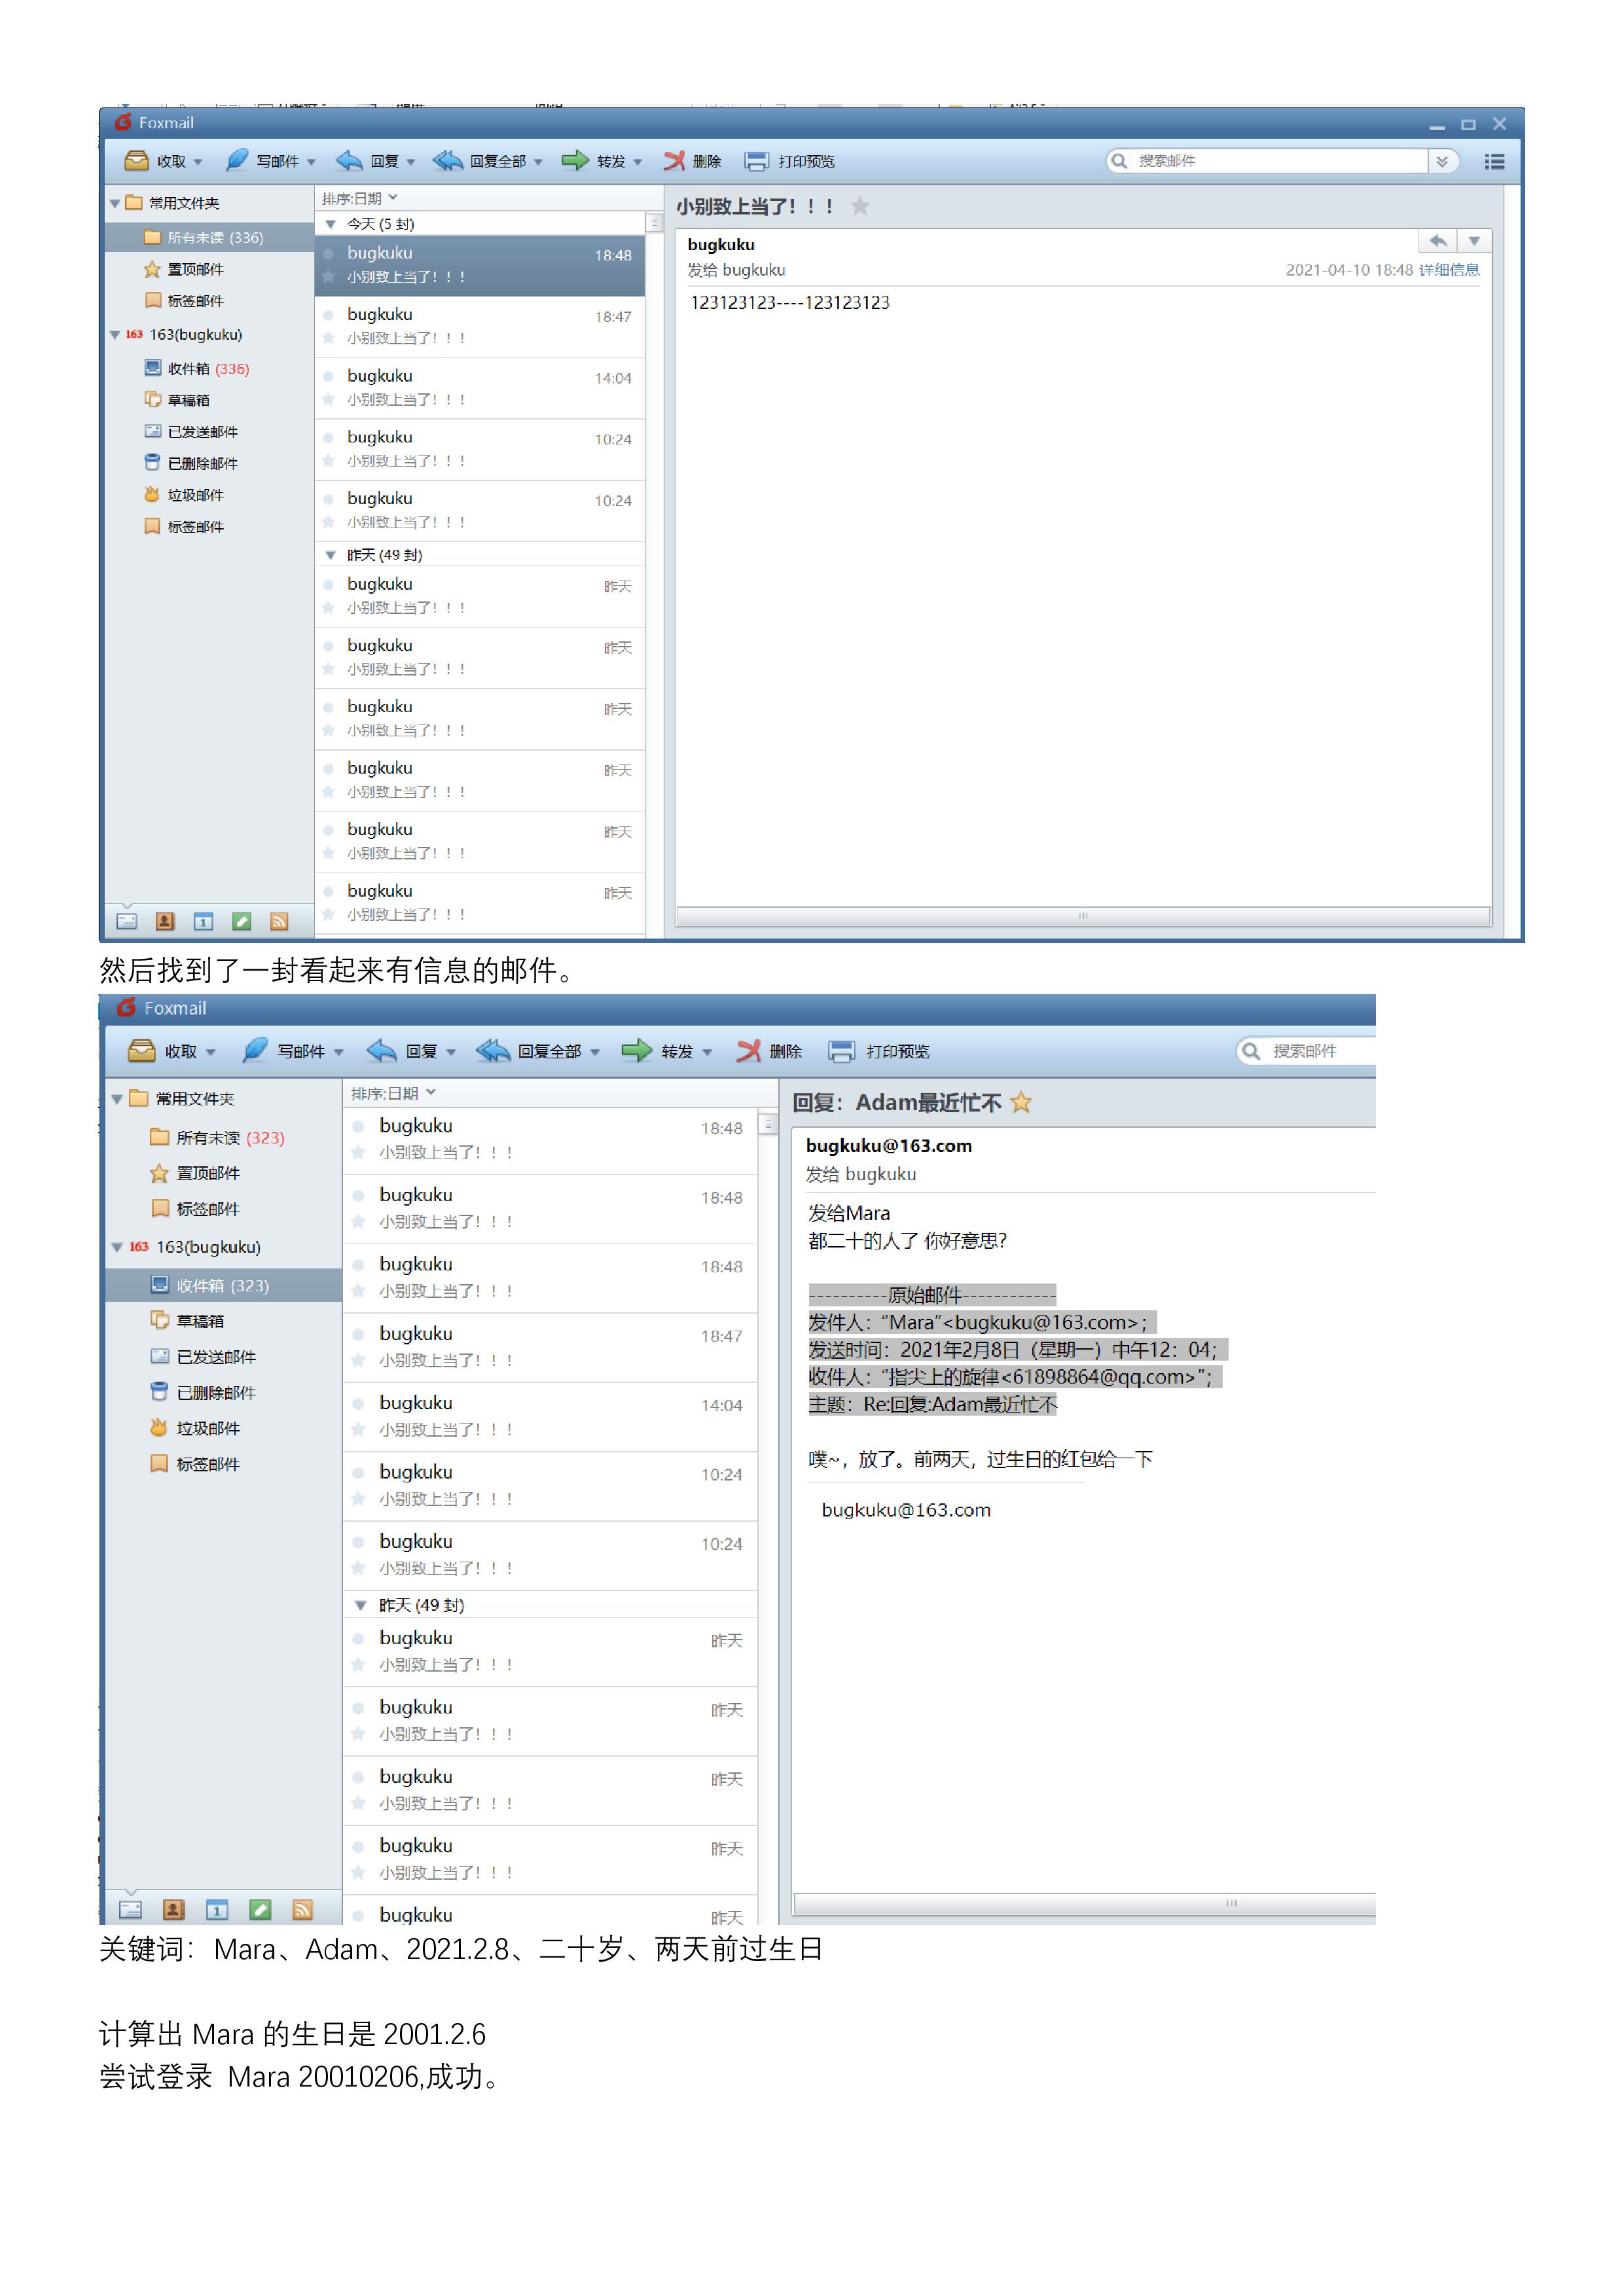 Foxmail
收取 写邮件 回复 回复全部 转发 删除 打印预览 搜索邮件
常用文件夹
所有未读 (336)
置顶邮件
标签邮件
163 163(bugkuku)
收件箱 (336)
草稿箱
已发送邮件
已删除邮件
垃圾邮件
标签邮件
排序:日期
今天 (5 封)
bugkuku 18:48
小别致上当了！！！
bugkuku 18:47
小别致上当了！！！
bugkuku 14:04
小别致上当了！！！
bugkuku 10:24
小别致上当了！！！
bugkuku 10:24
小别致上当了！！！
昨天 (49 封)
bugkuku 昨天
小别致上当了！！！
bugkuku 昨天
小别致上当了！！！
bugkuku 昨天
小别致上当了！！！
bugkuku 昨天
小别致上当了！！！
bugkuku 昨天
小别致上当了！！！
bugkuku 昨天
小别致上当了！！！
小别致上当了！！！
bugkuku
发给 bugkuku 2021-04-10 18:48 详细信息
123123123----123123123
然后找到了一封看起来有信息的邮件。
Foxmail
收取 写邮件 回复 回复全部 转发 删除 打印预览 搜索邮件
常用文件夹
所有未读 (323)
置顶邮件
标签邮件
163 163(bugkuku)
收件箱 (323)
草稿箱
已发送邮件
已删除邮件
垃圾邮件
标签邮件
排序:日期
bugkuku 18:48
小别致上当了！！！
bugkuku 18:48
小别致上当了！！！
bugkuku 18:48
小别致上当了！！！
bugkuku 18:47
小别致上当了！！！
bugkuku 14:04
小别致上当了！！！
bugkuku 10:24
小别致上当了！！！
bugkuku 10:24
小别致上当了！！！
昨天 (49 封)
bugkuku 昨天
小别致上当了！！！
bugkuku 昨天
小别致上当了！！！
bugkuku 昨天
小别致上当了！！！
bugkuku 昨天
小别致上当了！！！
bugkuku 昨天
回复：Adam最近忙不
bugkuku@163.com
发给 bugkuku
发给Mara
都二十的人了 你好意思?
----------原始邮件------------
发件人：“Mara”<bugkuku@163.com>；
发送时间：2021年2月8日（星期一）中午12：04；
收件人：“指尖上的旋律<61898864@qq.com>”；
主题：Re:回复:Adam最近忙不
噗~，放了。前两天，过生日的红包给一下
bugkuku@163.com
关键词：Mara、Adam、2021.2.8、二十岁、两天前过生日
计算出 Mara 的生日是 2001.2.6
尝试登录 Mara 20010206,成功。